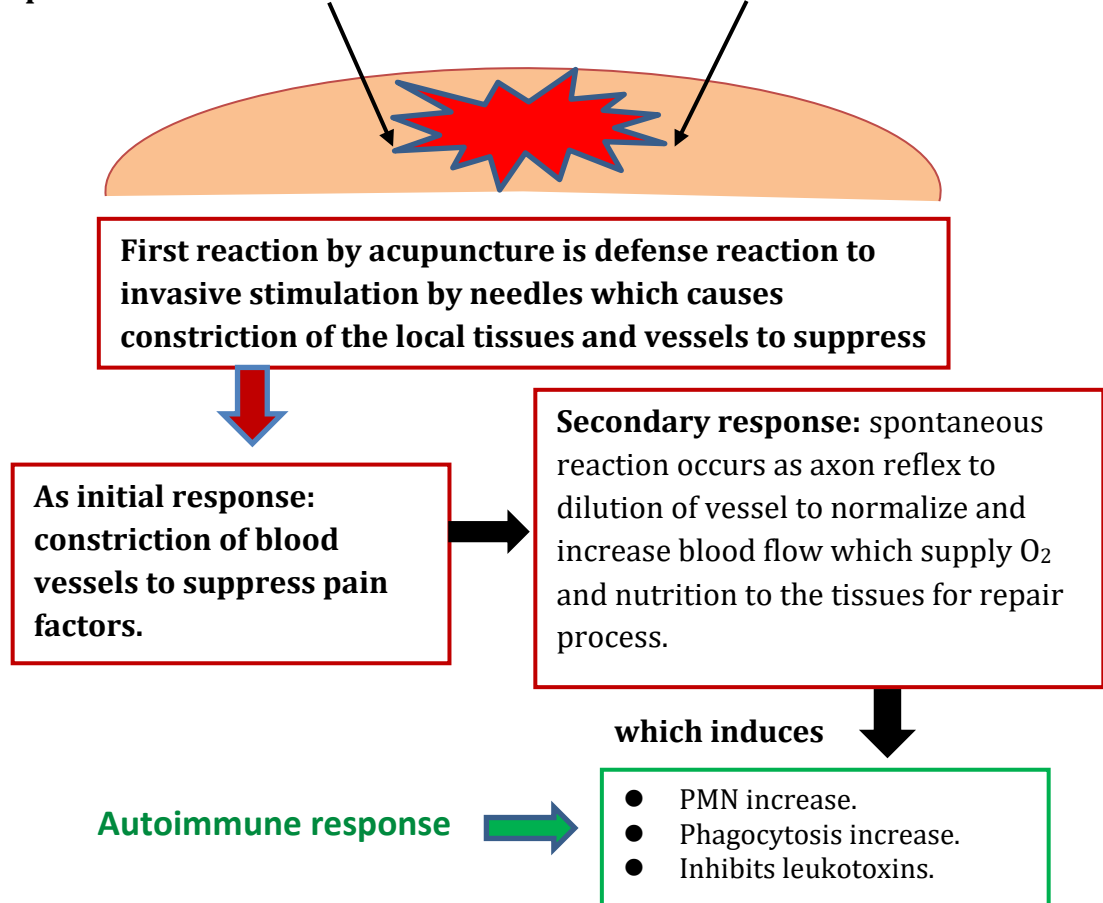 First reaction by acupuncture is defense reaction to
invasive stimulation by needles which causes
constriction of the local tissues and vessels to suppress
As initial response:
constriction of blood
vessels to suppress pain
factors.
Secondary response: spontaneous
reaction occurs as axon reflex to
dilution of vessel to normalize and
increase blood flow which supply O₂
and nutrition to the tissues for repair
process.
which induces
Autoimmune response
● PMN increase.
● Phagocytosis increase.
● Inhibits leukotoxins.